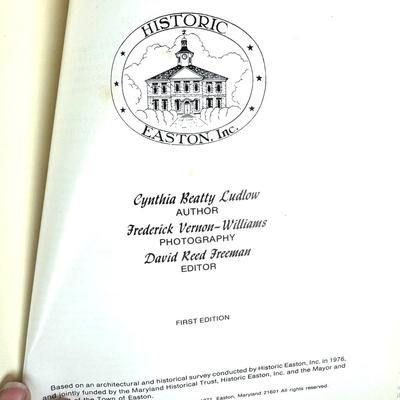 HISTORIC
EASTON, Inc.
Cynthia Beatty Ludlow
AUTHOR
Frederick Vernon-Williams
PHOTOGRAPHY
David Reed Freeman
EDITOR
FIRST EDITION
Based on an architectural and historical survey conducted by Historic Easton, Inc. in 1976,
and jointly funded by the Maryland Historical Trust, Historic Easton, Inc. and the Mayor and
of the Town of Easton.
Easton, Maryland 21601 All rights reserved.